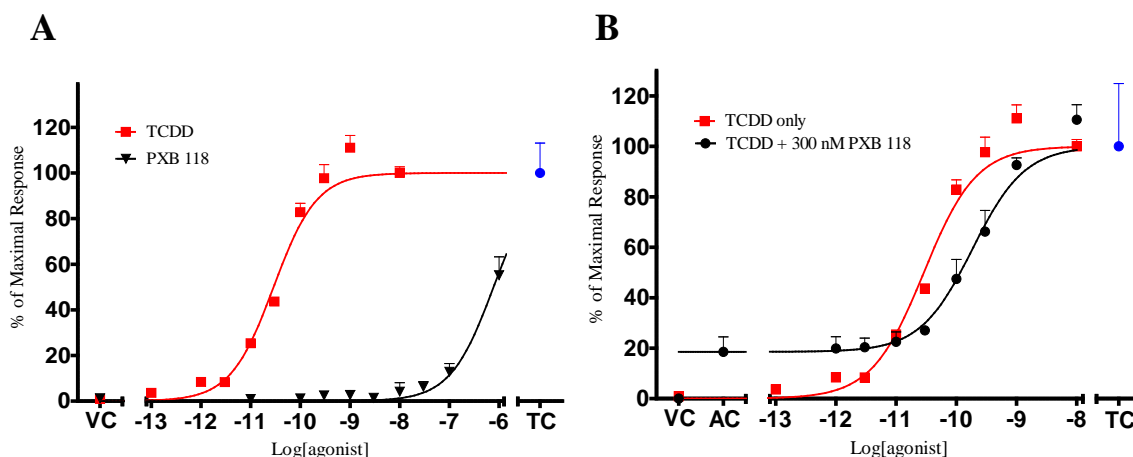 A
% of Maximal Response
120
100
80
60
40
20
0
TCDD
PXB 118
VC -13 -12 -11 -10 -9 -8 -7 -6 TC
Log[agonist]
B
% of Maximal Response
120
100
80
60
40
20
0
TCDD only
TCDD + 300 nM PXB 118
VC AC -13 -12 -11 -10 -9 -8 TC
Log[agonist]